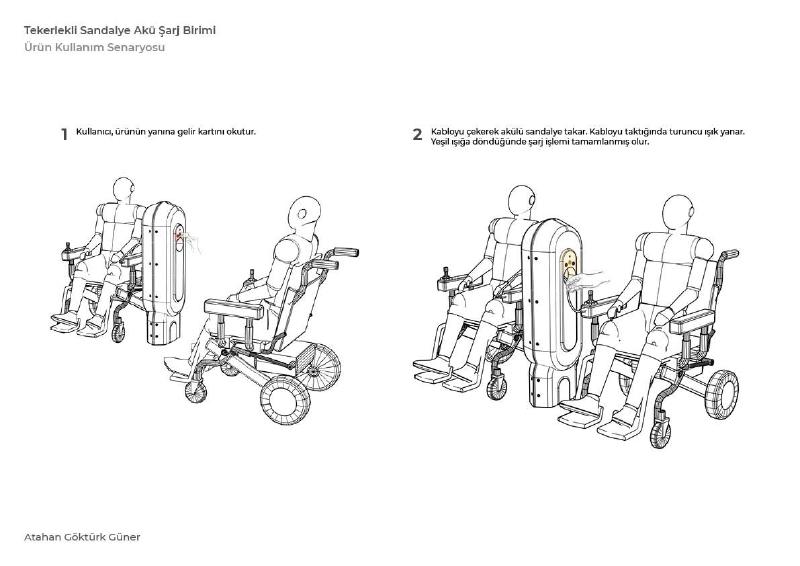 Tekerlekli Sandalye Akü Şarj Birimi
Ürün Kullanım Senaryosu
1 Kullanıcı, ürünün yanına gelir kartını okutur.
2 Kabloyu çekerek akülü sandalye takar. Kabloyu taktığında turuncu ışık yanar.
Yeşil ışığa döndüğünde şarj işlemi tamamlanmış olur.
Atahan Göktürk Güner